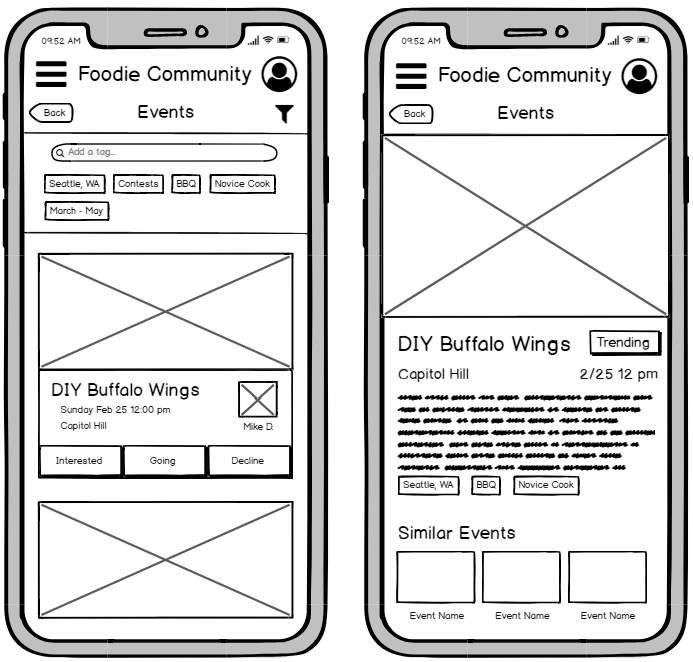 09:52 AM
Foodie Community
Back
Events
Add a tag...
Seattle, WA
Contests
BBQ
Novice Cook
March - May
DIY Buffalo Wings
Sunday Feb 25 12:00 pm
Capitol Hill
Mike D.
Interested
Going
Decline
09:52 AM
Foodie Community
Back
Events
DIY Buffalo Wings
Trending
Capitol Hill
2/25 12 pm
Seattle, WA
BBQ
Novice Cook
Similar Events
Event Name
Event Name
Event Name